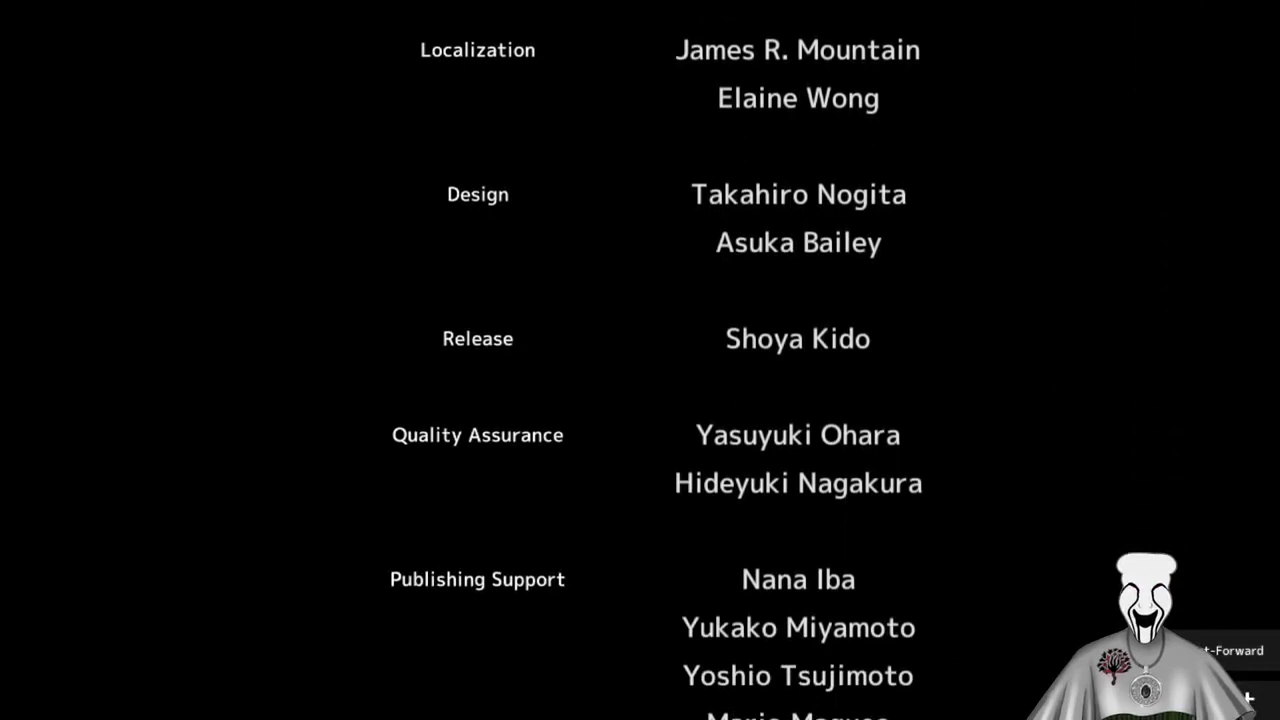 Localization James R. Mountain
Elaine Wong
Design Takahiro Nogita
Asuka Bailey
Release Shoya Kido
Quality Assurance Yasuyuki Ohara
Hideyuki Nagakura
Publishing Support Nana Iba
Yukako Miyamoto
t-Forward
Yoshio Tsujimoto
+